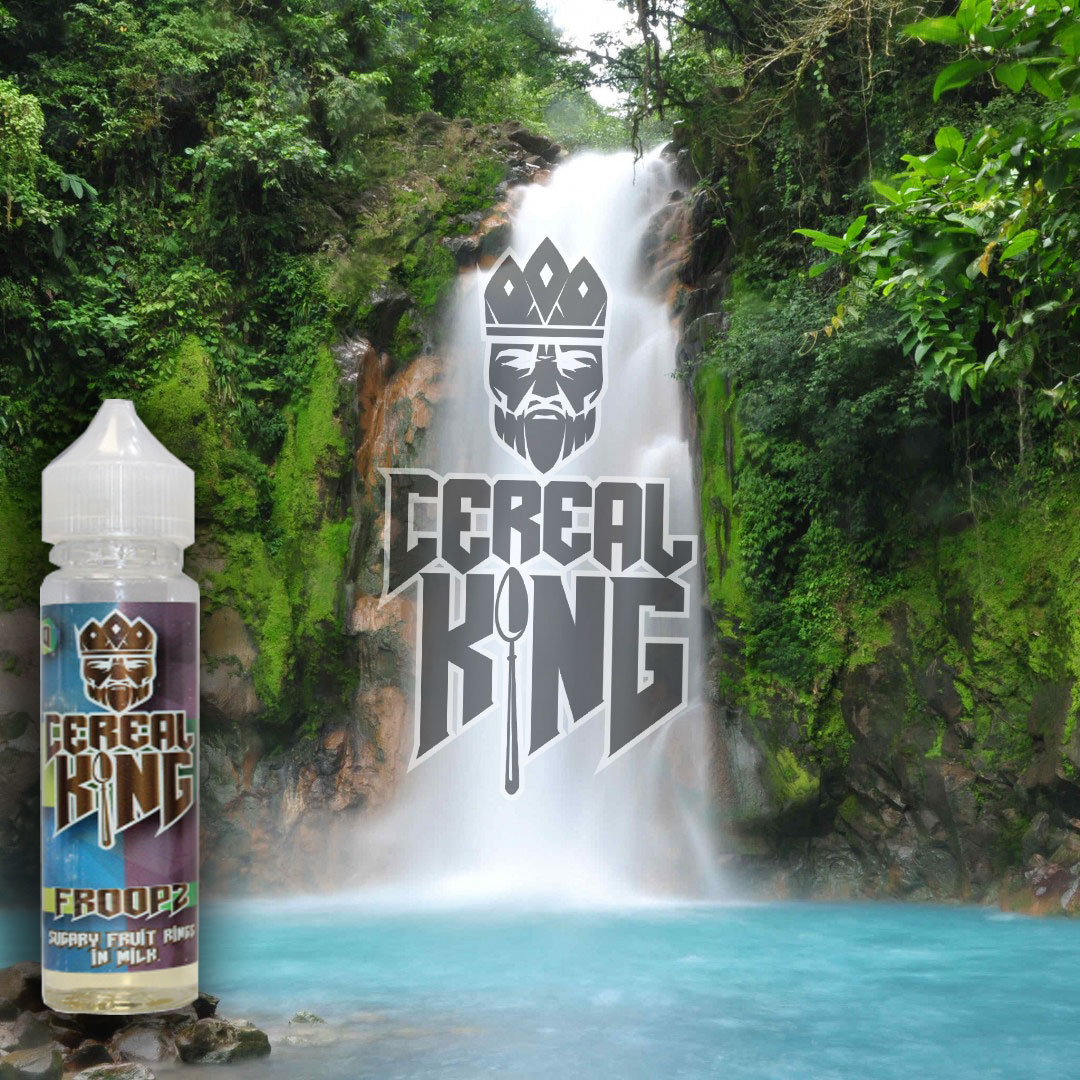 CEREAL
KING
CEREAL
KING
FROOPZ
SUGARY FRUIT RINGS
IN MILK.